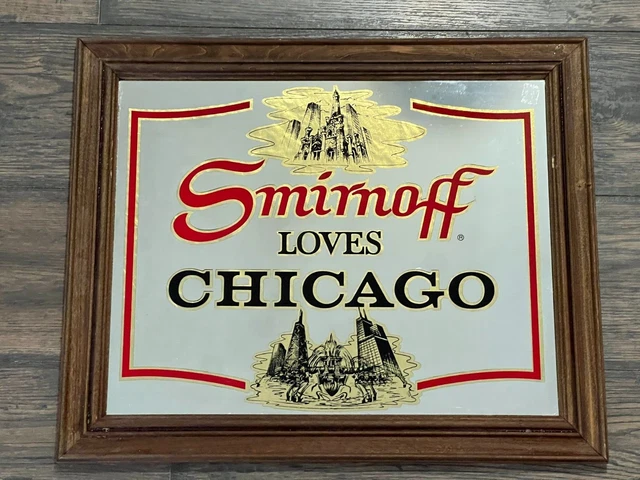 Smirnoff
®
LOVES
CHICAGO